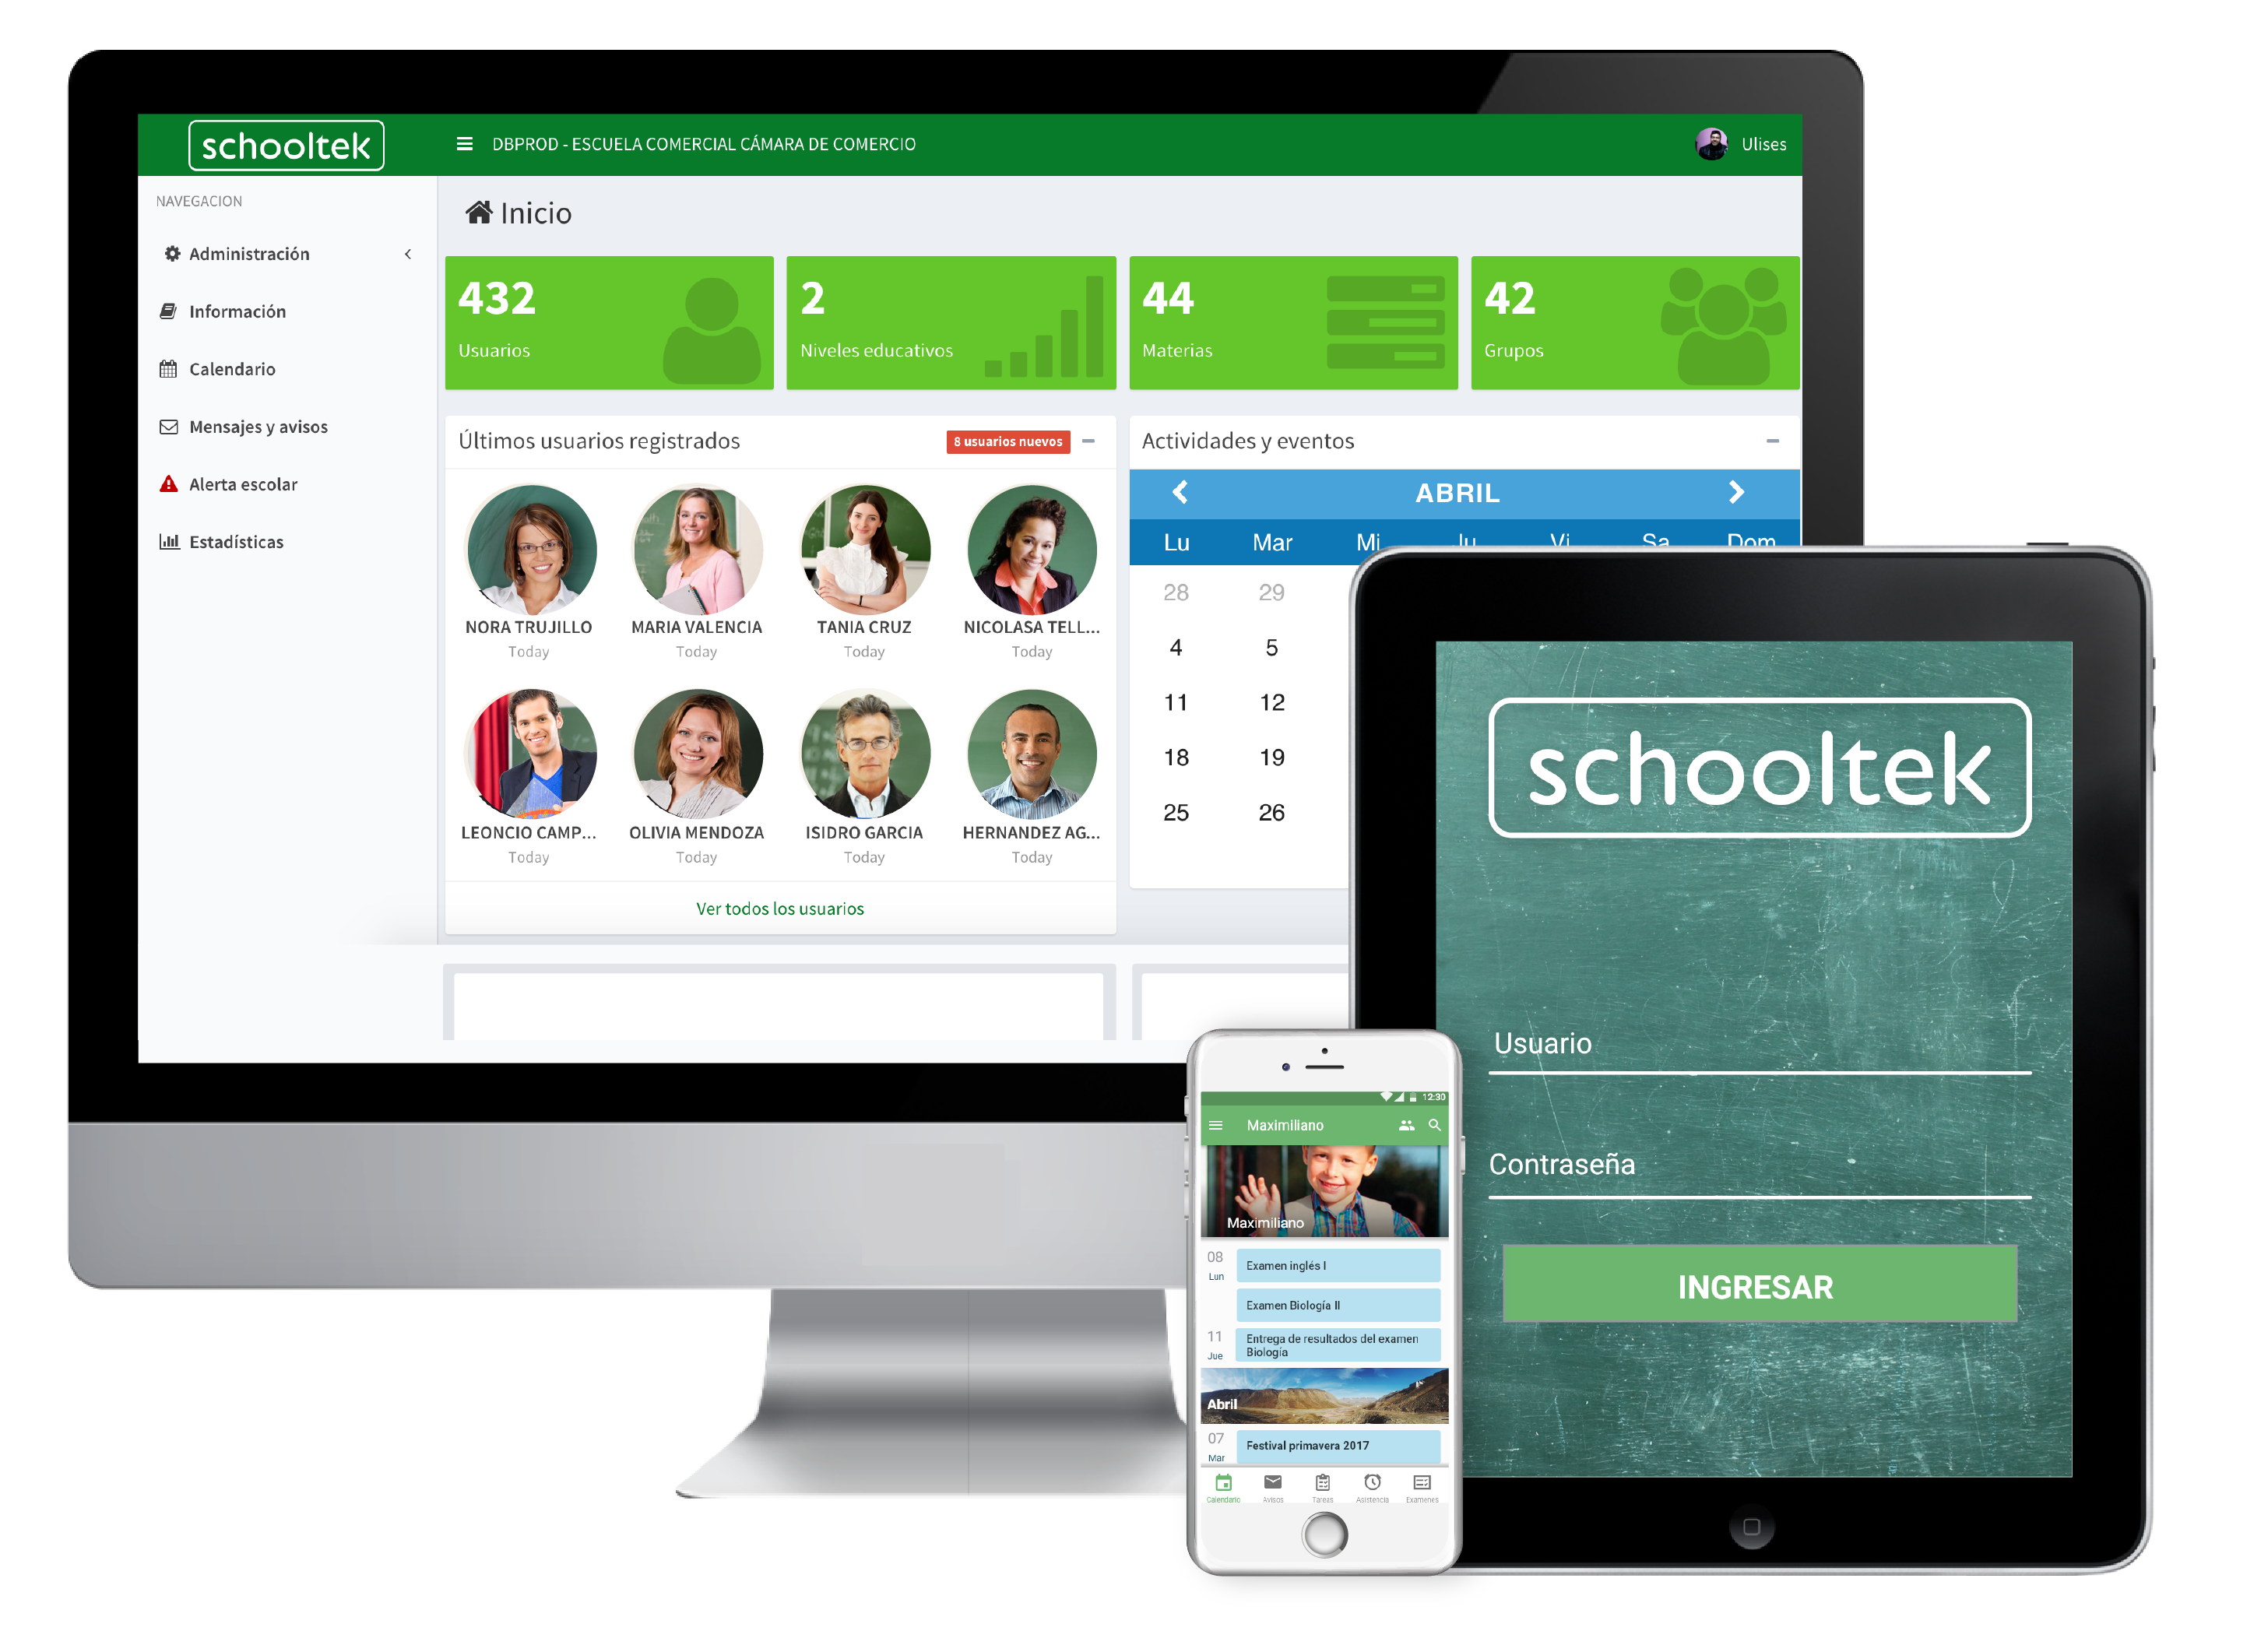 schooltek
DBPROD - ESCUELA COMERCIAL CÁMARA DE COMERCIO
Ulises
NAVEGACION
Administración
Información
Calendario
Mensajes y avisos
Alerta escolar
Estadísticas
Inicio
432
Usuarios
2
Niveles educativos
44
Materias
42
Grupos
Últimos usuarios registrados
8 usuarios nuevos
NORA TRUJILLO MARIA VALENCIA TANIA CRUZ NICOLASA TELL...
Today Today Today Today
LEONCIO CAMP... OLIVIA MENDOZA ISIDRO GARCIA HERNANDEZ AG...
Today Today Today Today
Ver todos los usuarios
Actividades y eventos
ABRIL
Lu Mar Mi Ju Vi Sa Dom
28 29
4 5
11 12
18 19
25 26
schooltek
Usuario
Contraseña
INGRESAR
12:30
Maximiliano
Maximiliano
08
Lun
Examen inglés I
Examen Biología II
11
Jue
Entrega de resultados del examen
Biología
Abril
07
Mar
Festival primavera 2017
Calendario Avisos Tareas Asistencia Examenes